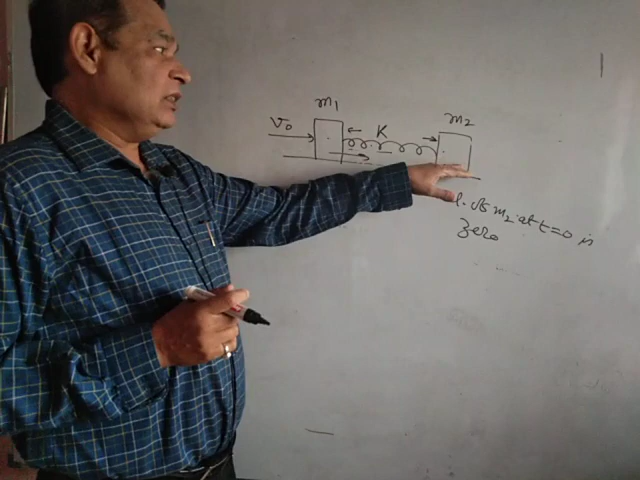 m₁
m₂
V₀
K
of m₂ at t=0 is
zero